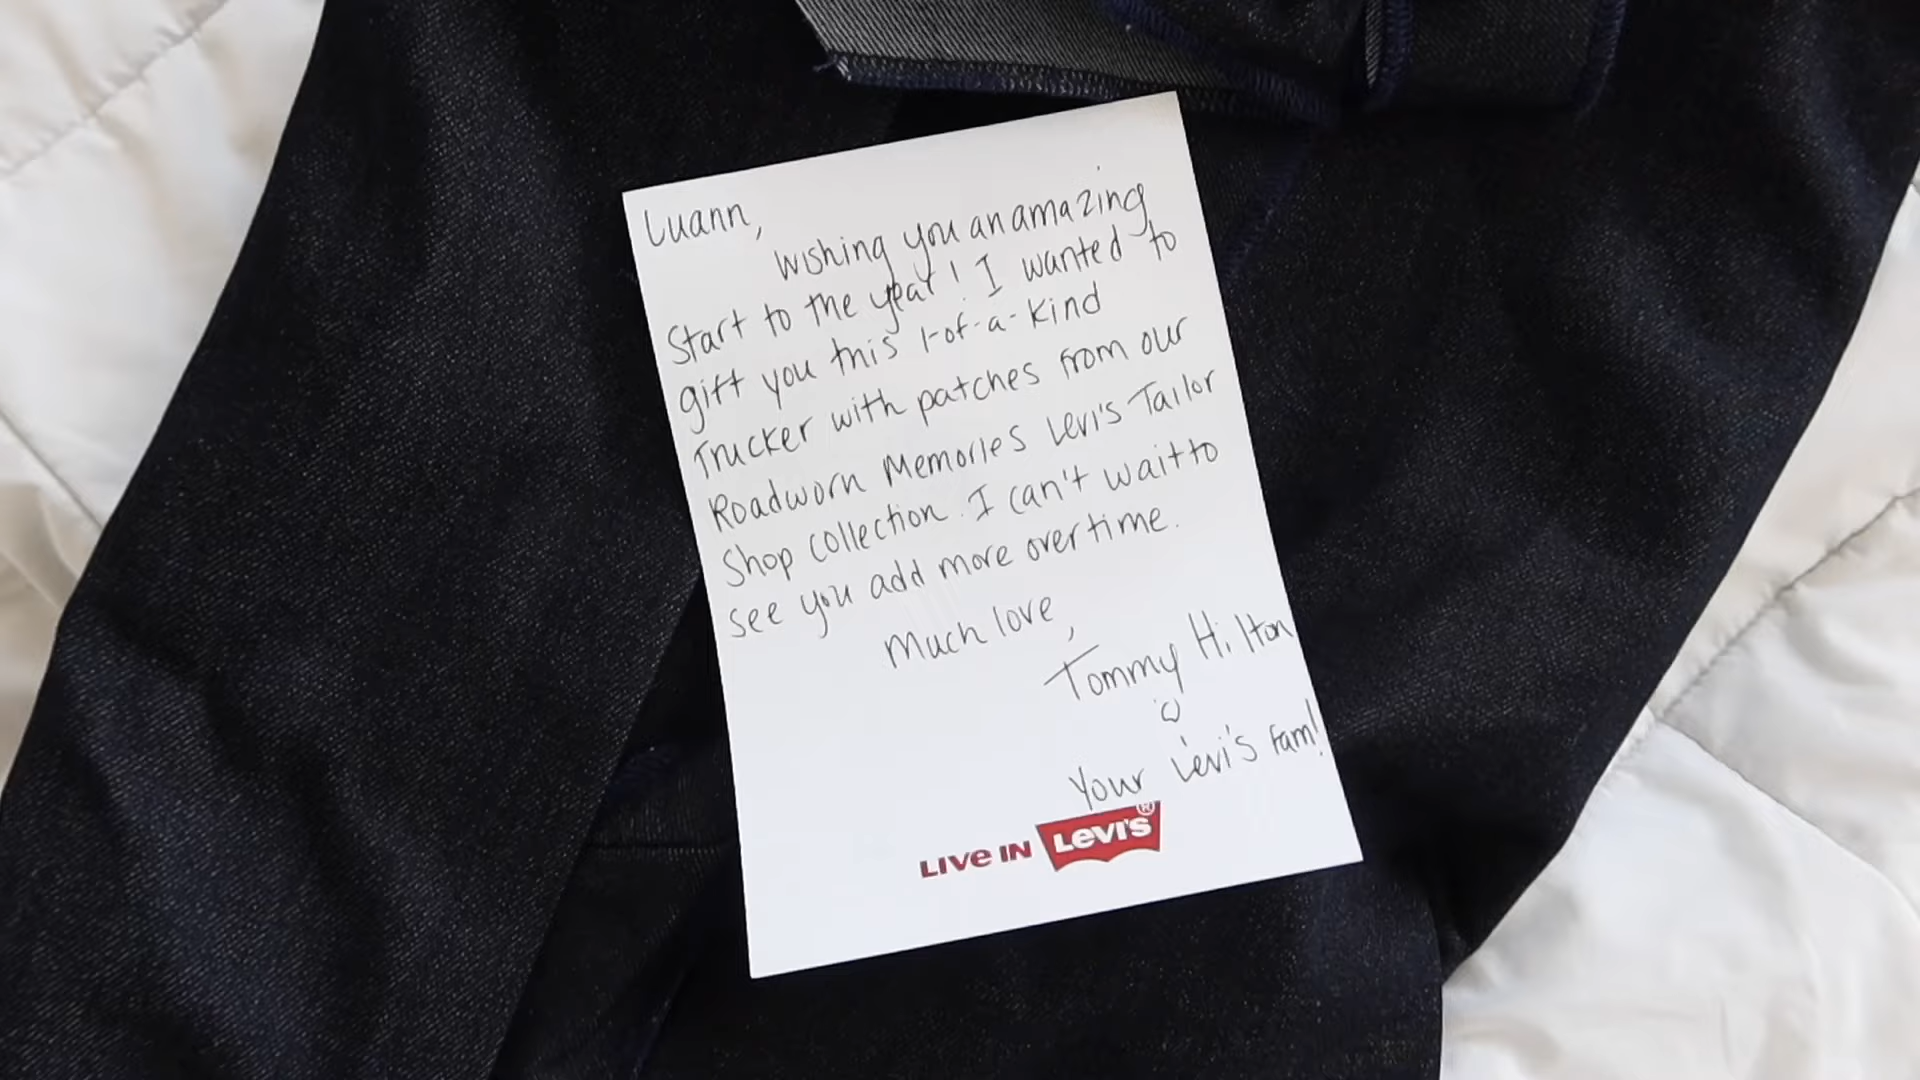 Luann,
Wishing you an amazing
Start to the year! I wanted to
gift you this 1-of-a-kind
Trucker with patches from our
Roadworn Memories Levi's Tailor
Shop collection. I can't wait to
see you add more over time.
Much love,
Tommy Hilton
Your Levi's Fam!
LIVE IN LEVI'S®